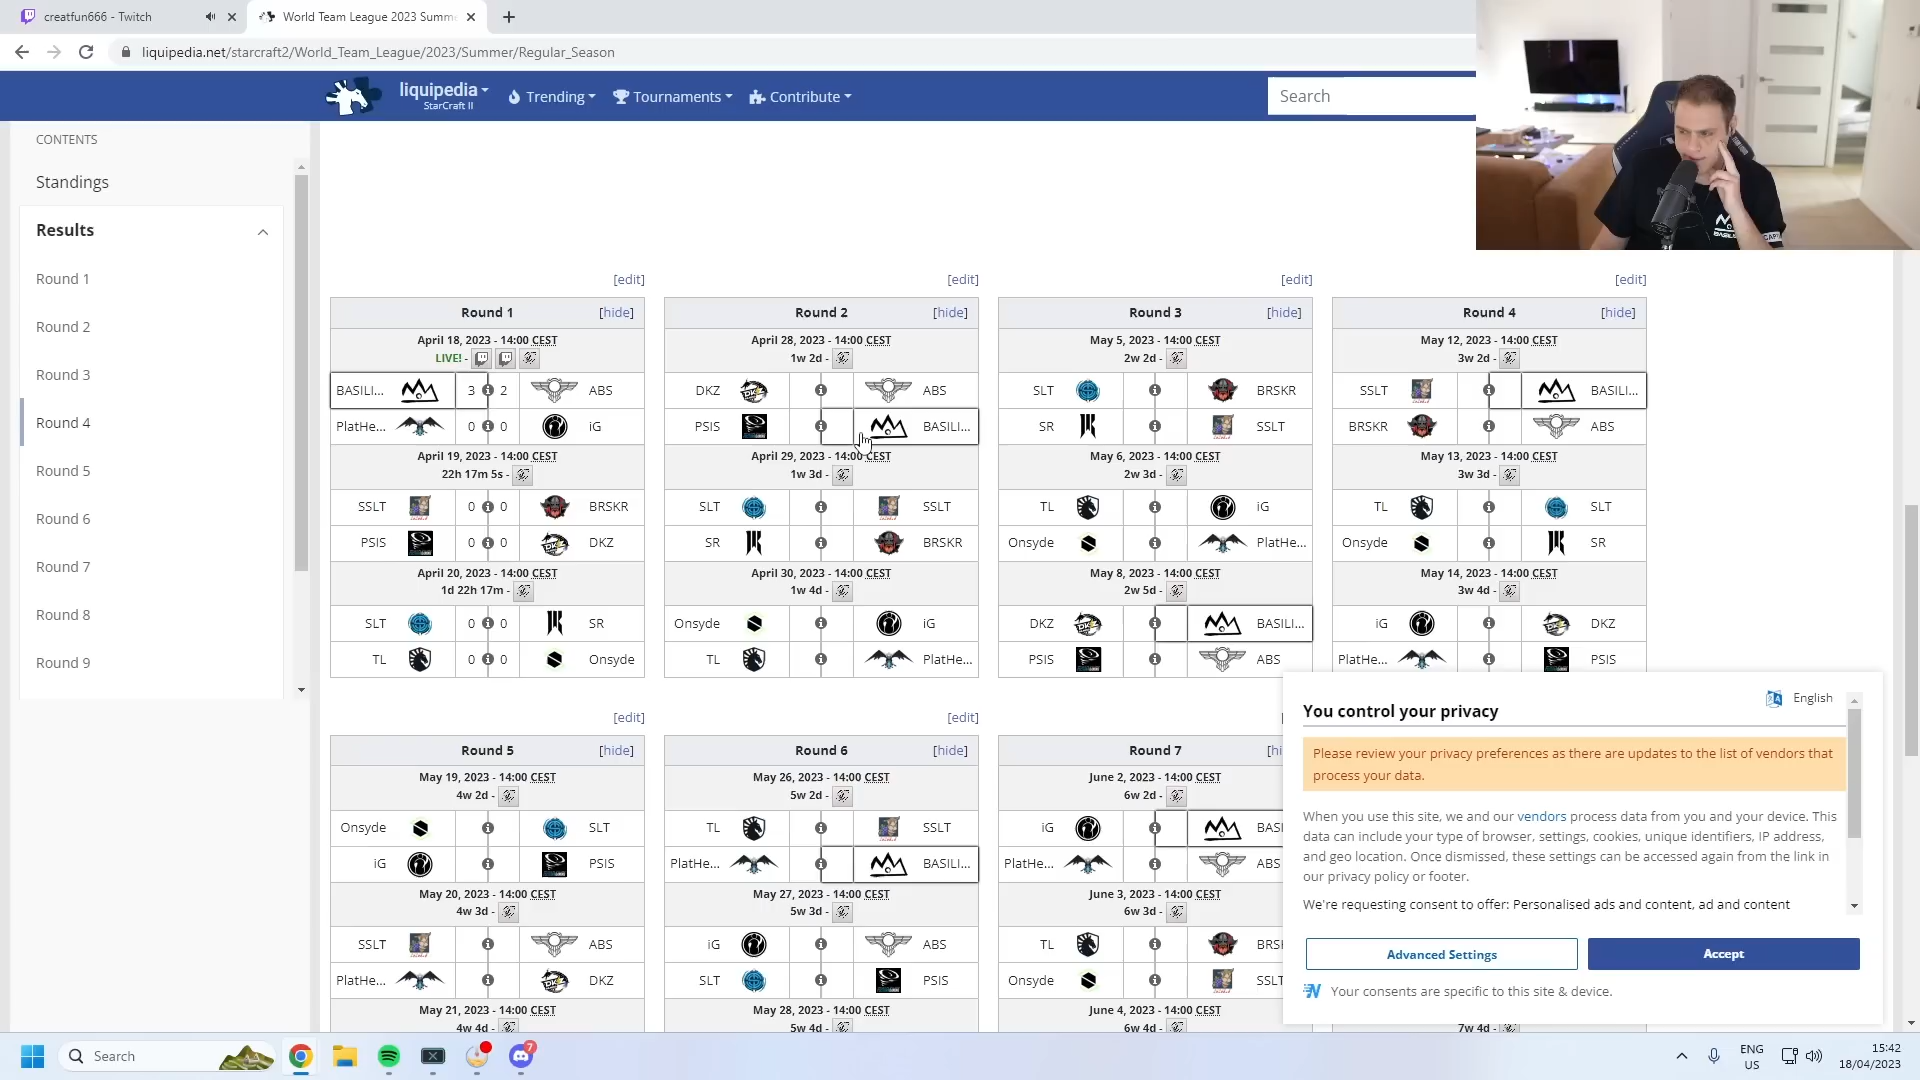 creatfun666 - Twitch
World Team League 2023 Summe
liquipedia.net/starcraft2/World_Team_League/2023/Summer/Regular_Season
liquipedia
StarCraft II
Trending
Tournaments
Contribute
Search
CONTENTS
Standings
Results
Round 1
Round 2
Round 3
Round 4
Round 5
Round 6
Round 7
Round 8
Round 9
[edit]
Round 1 [hide]
April 18, 2023 - 14:00 CEST
LIVE! -
BASILI... 3 2 ABS
PlatHe... 0 0 iG
April 19, 2023 - 14:00 CEST
22h 17m 5s -
SSLT 0 0 BRSKR
PSIS 0 0 DKZ
April 20, 2023 - 14:00 CEST
1d 22h 17m -
SLT 0 0 SR
TL 0 0 Onsyde
[edit]
Round 2 [hide]
April 28, 2023 - 14:00 CEST
1w 2d -
DKZ ABS
PSIS BASILI...
April 29, 2023 - 14:00 CEST
1w 3d -
SLT SSLT
SR BRSKR
April 30, 2023 - 14:00 CEST
1w 4d -
Onsyde iG
TL PlatHe...
[edit]
Round 3 [hide]
May 5, 2023 - 14:00 CEST
2w 2d -
SLT BRSKR
SR SSLT
May 6, 2023 - 14:00 CEST
2w 3d -
TL iG
Onsyde PlatHe...
May 8, 2023 - 14:00 CEST
2w 5d -
DKZ BASILI...
PSIS ABS
[edit]
Round 4 [hide]
May 12, 2023 - 14:00 CEST
3w 2d -
SSLT BASILI...
BRSKR ABS
May 13, 2023 - 14:00 CEST
3w 3d -
TL SLT
Onsyde SR
May 14, 2023 - 14:00 CEST
3w 4d -
iG DKZ
PlatHe... PSIS
[edit]
Round 5 [hide]
May 19, 2023 - 14:00 CEST
4w 2d -
Onsyde SLT
iG PSIS
May 20, 2023 - 14:00 CEST
4w 3d -
SSLT ABS
PlatHe... DKZ
May 21, 2023 - 14:00 CEST
4w 4d -
[edit]
Round 6 [hide]
May 26, 2023 - 14:00 CEST
5w 2d -
TL SSLT
PlatHe... BASILI...
May 27, 2023 - 14:00 CEST
5w 3d -
iG ABS
SLT PSIS
May 28, 2023 - 14:00 CEST
5w 4d -
[
Round 7 [hi
June 2, 2023 - 14:00 CEST
6w 2d -
iG BASI
PlatHe... ABS
June 3, 2023 - 14:00 CEST
6w 3d -
TL BRSK
Onsyde SSLT
June 4, 2023 - 14:00 CEST
6w 4d -
7w 4d -
English
You control your privacy
Please review your privacy preferences as there are updates to the list of vendors that
process your data.
When you use this site, we and our vendors process data from you and your device. This
data can include your type of browser, settings, cookies, unique identifiers, IP address,
and geo location. Once dismissed, these settings can be accessed again from the link in
our privacy policy or footer.
We're requesting consent to offer: Personalised ads and content, ad and content
Advanced Settings
Accept
Your consents are specific to this site & device.
Search
7
ENG
US
15:42
18/04/2023